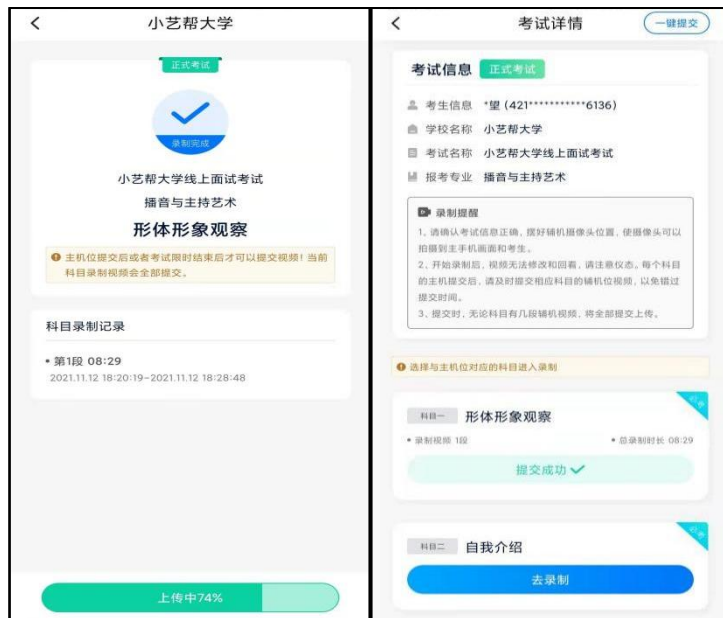 小艺帮大学
正式考试
录制完成
小艺帮大学线上面试考试
播音与主持艺术
形体形象观察
主机位提交后或者考试限时结束后才可以提交视频！当前
科目录制视频会全部提交。
科目录制记录
• 第1段 08:29
2021.11.12 18:20:19~2021.11.12 18:28:48
上传中74%
考试详情
一键提交
考试信息 正式考试
考生信息 *望 (421***********6136)
学校名称 小艺帮大学
考试名称 小艺帮大学线上面试考试
报考专业 播音与主持艺术
录制提醒
1、请确认考试信息正确，摆好辅机摄像头位置，使摄像头可以
拍摄到主手机画面和考生。
2、开始录制后，视频无法修改和回看，请注意仪态。每个科目
的主机提交后，请及时提交相应科目的辅机位视频，以免错过
提交时间。
3、提交时，无论科目有几段辅机视频，将全部提交上传。
选择与主机位对应的科目进入录制
必考
科目一 形体形象观察
• 录制视频 1段 • 总录制时长 08:29
提交成功
必考
科目二 自我介绍
去录制